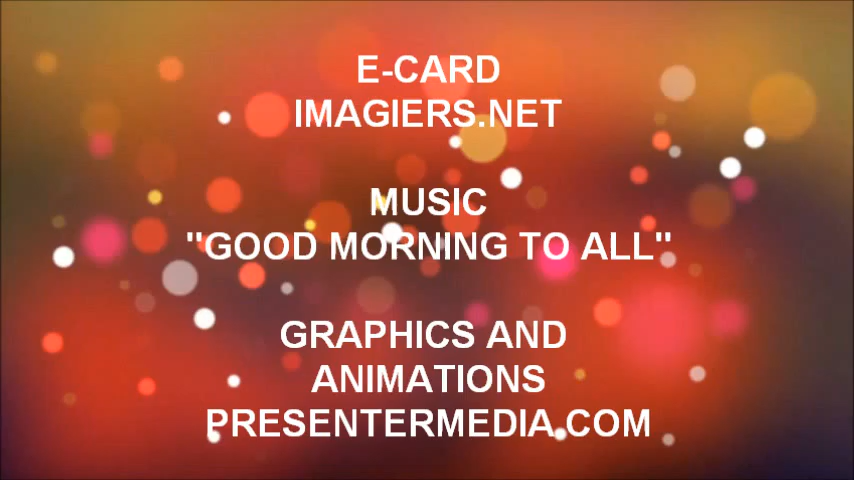 E-CARD
IMAGIERS.NET
MUSIC
"GOOD MORNING TO ALL"
GRAPHICS AND
ANIMATIONS
PRESENTERMEDIA.COM